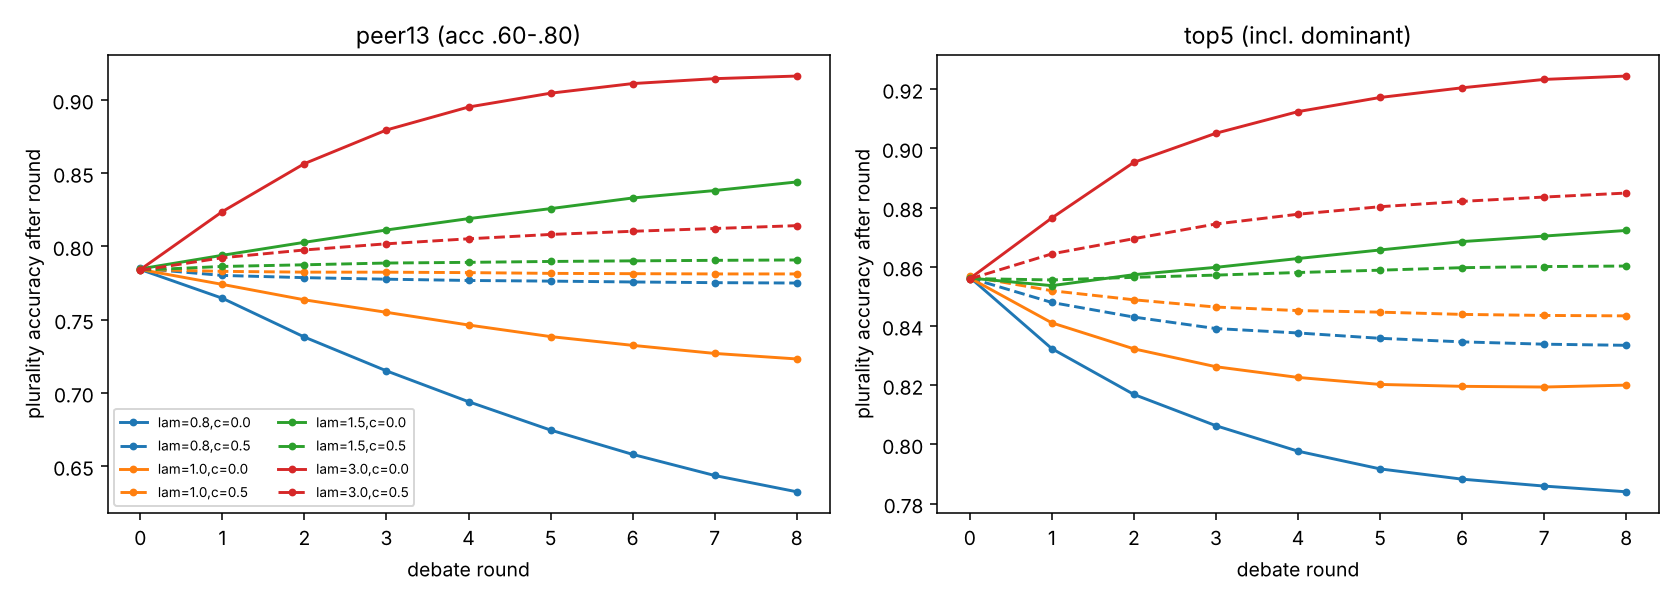 peer13 (acc .60-.80)
plurality accuracy after round
0.90
0.85
0.80
0.75
0.70
0.65
lam=0.8,c=0.0
lam=0.8,c=0.5
lam=1.0,c=0.0
lam=1.0,c=0.5
lam=1.5,c=0.0
lam=1.5,c=0.5
lam=3.0,c=0.0
lam=3.0,c=0.5
0 1 2 3 4 5 6 7 8
debate round
top5 (incl. dominant)
plurality accuracy after round
0.92
0.90
0.88
0.86
0.84
0.82
0.80
0.78
0 1 2 3 4 5 6 7 8
debate round